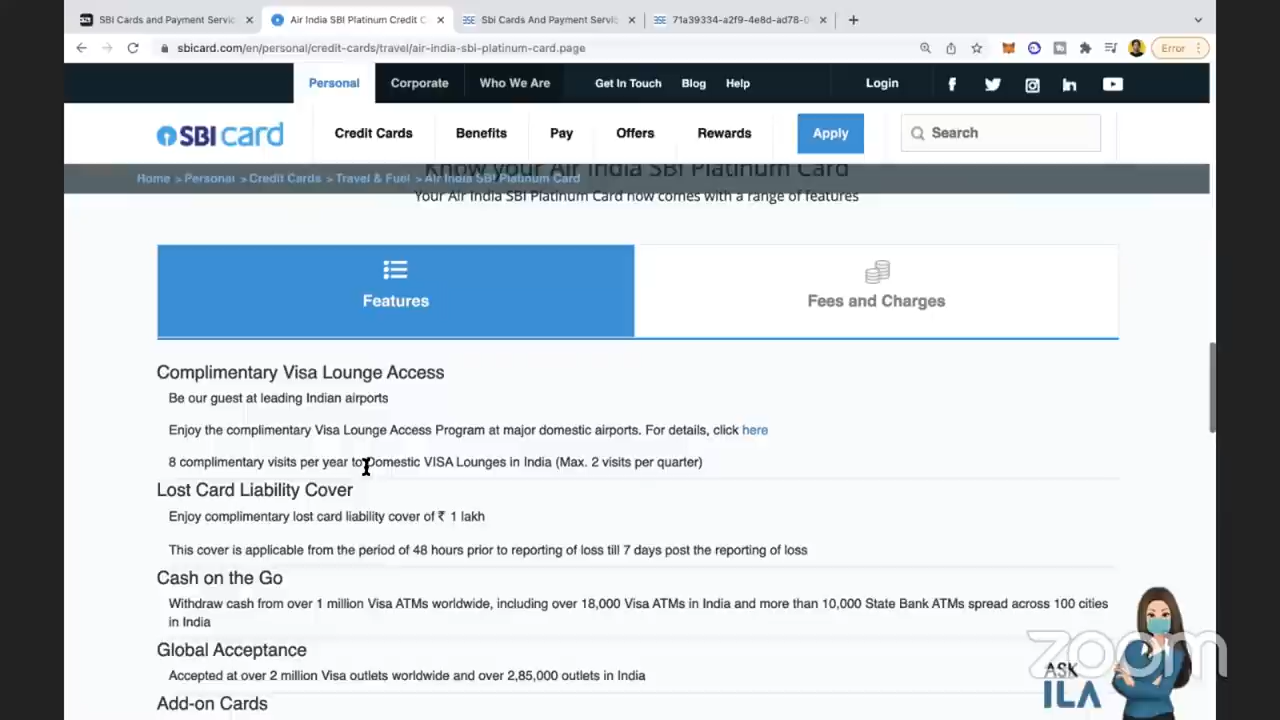 SBI Cards and Payment Servic
Air India SBI Platinum Credit C
Sbi Cards And Payment Servic
71a39334-a2f9-4e8d-ad78-0
sbicard.com/en/personal/credit-cards/travel/air-india-sbi-platinum-card.page
Error
Personal Corporate Who We Are Get In Touch Blog Help Login
SBI card
Credit Cards Benefits Pay Offers Rewards Apply Search
Know your Air India SBI Platinum Card
Home > Personal > Credit Cards > Travel & Fuel > Air India SBI Platinum Card
Your Air India SBI Platinum Card now comes with a range of features
Features
Fees and Charges
Complimentary Visa Lounge Access
Be our guest at leading Indian airports
Enjoy the complimentary Visa Lounge Access Program at major domestic airports. For details, click here
8 complimentary visits per year to Domestic VISA Lounges in India (Max. 2 visits per quarter)
Lost Card Liability Cover
Enjoy complimentary lost card liability cover of ₹ 1 lakh
This cover is applicable from the period of 48 hours prior to reporting of loss till 7 days post the reporting of loss
Cash on the Go
Withdraw cash from over 1 million Visa ATMs worldwide, including over 18,000 Visa ATMs in India and more than 10,000 State Bank ATMs spread across 100 cities
in India
Global Acceptance
Accepted at over 2 million Visa outlets worldwide and over 2,85,000 outlets in India
Add-on Cards
zoom
ASK
ILA